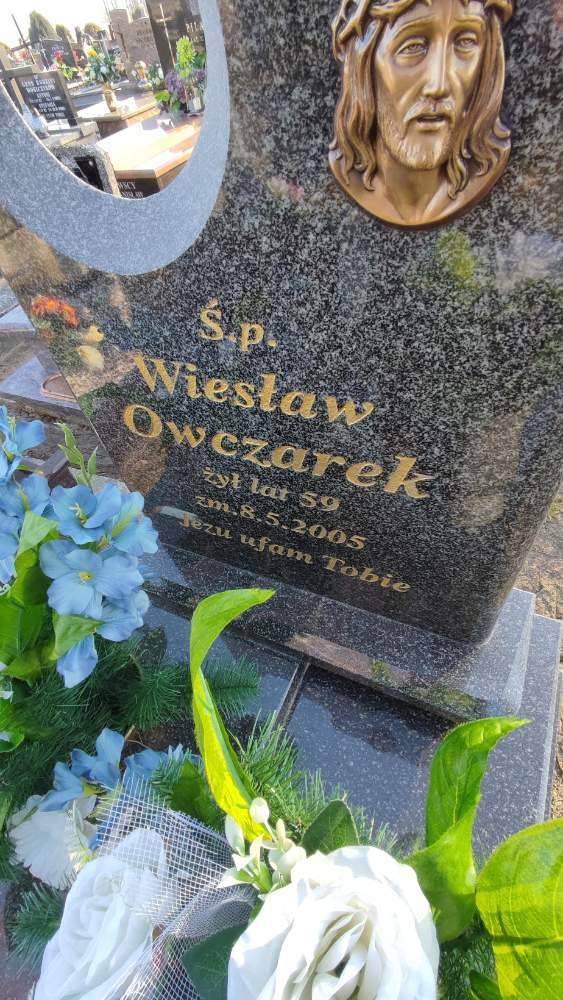 Ś.p.
Wiesław
Owczarek
żył lat 59
zm. 8.5.2005
Jezu ufam Tobie